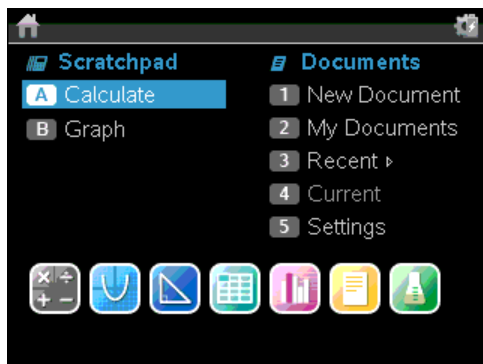 Scratchpad
A Calculate
B Graph
Documents
1 New Document
2 My Documents
3 Recent ▹
4 Current
5 Settings